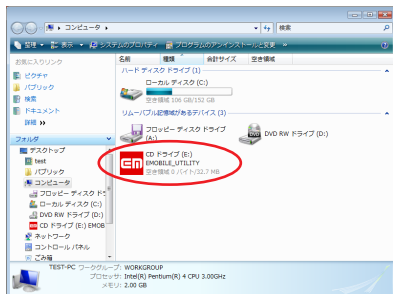 コンピュータ
検索
整理 表示 システムのプロパティ プログラムのアンインストールと変更 »
お気に入りリンク
ピクチャ
パブリック
検索
ドキュメント
詳細 »
フォルダ
デスクトップ
test
パブリック
コンピュータ
フロッピー ディスク ドラ
ローカル ディスク (C:)
DVD RW ドライブ (D:)
CD ドライブ (E:) EMOB
ネットワーク
コントロール パネル
ごみ箱
名前 種類 合計サイズ 空き領域
ハード ディスク ドライブ (1)
ローカル ディスク (C:)
空き領域 106 GB/152 GB
リムーバブル記憶域があるデバイス (3)
フロッピー ディスク ドライブ (A:)
DVD RW ドライブ (D:)
CD ドライブ (E:)
EMOBILE_UTILITY
空き領域 0 バイト/32.7 MB
TEST-PC ワークグループ: WORKGROUP
プロセッサ: Intel(R) Pentium(R) 4 CPU 3.00GHz
メモリ: 2.00 GB